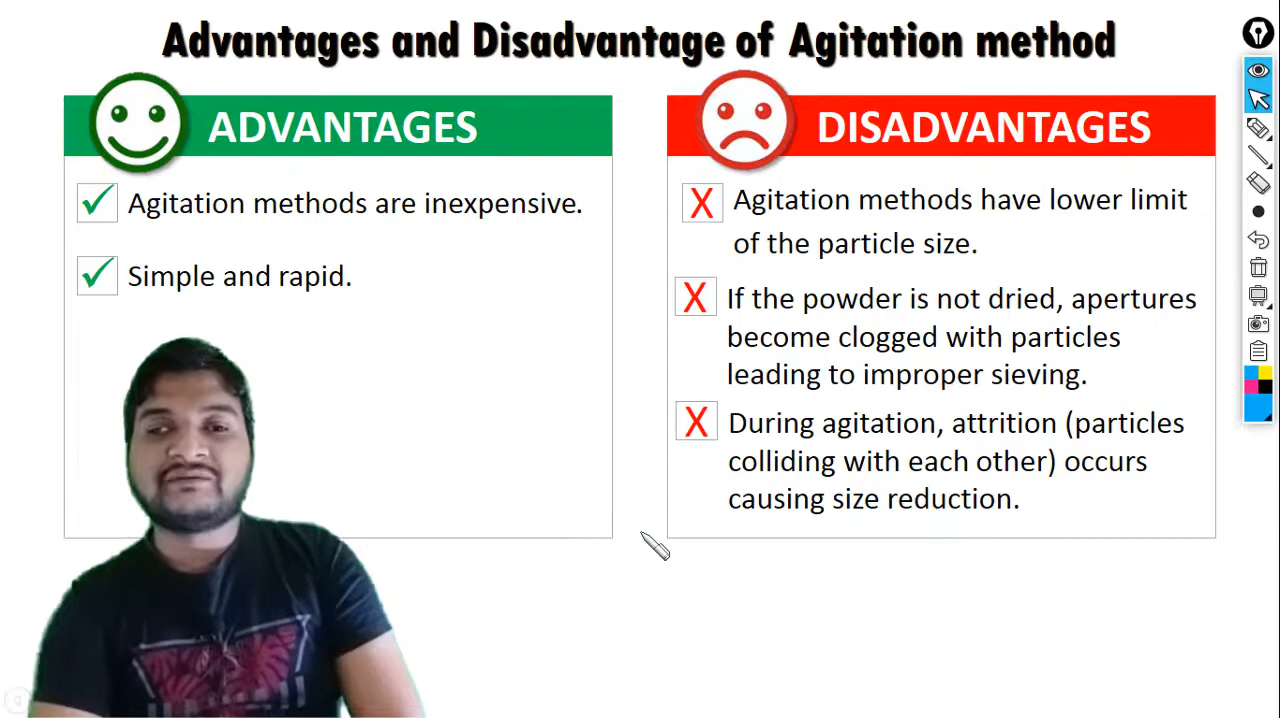 Advantages and Disadvantage of Agitation method
ADVANTAGES
Agitation methods are inexpensive.
Simple and rapid.
DISADVANTAGES
X Agitation methods have lower limit
of the particle size.
X If the powder is not dried, apertures
become clogged with particles
leading to improper sieving.
X During agitation, attrition (particles
colliding with each other) occurs
causing size reduction.